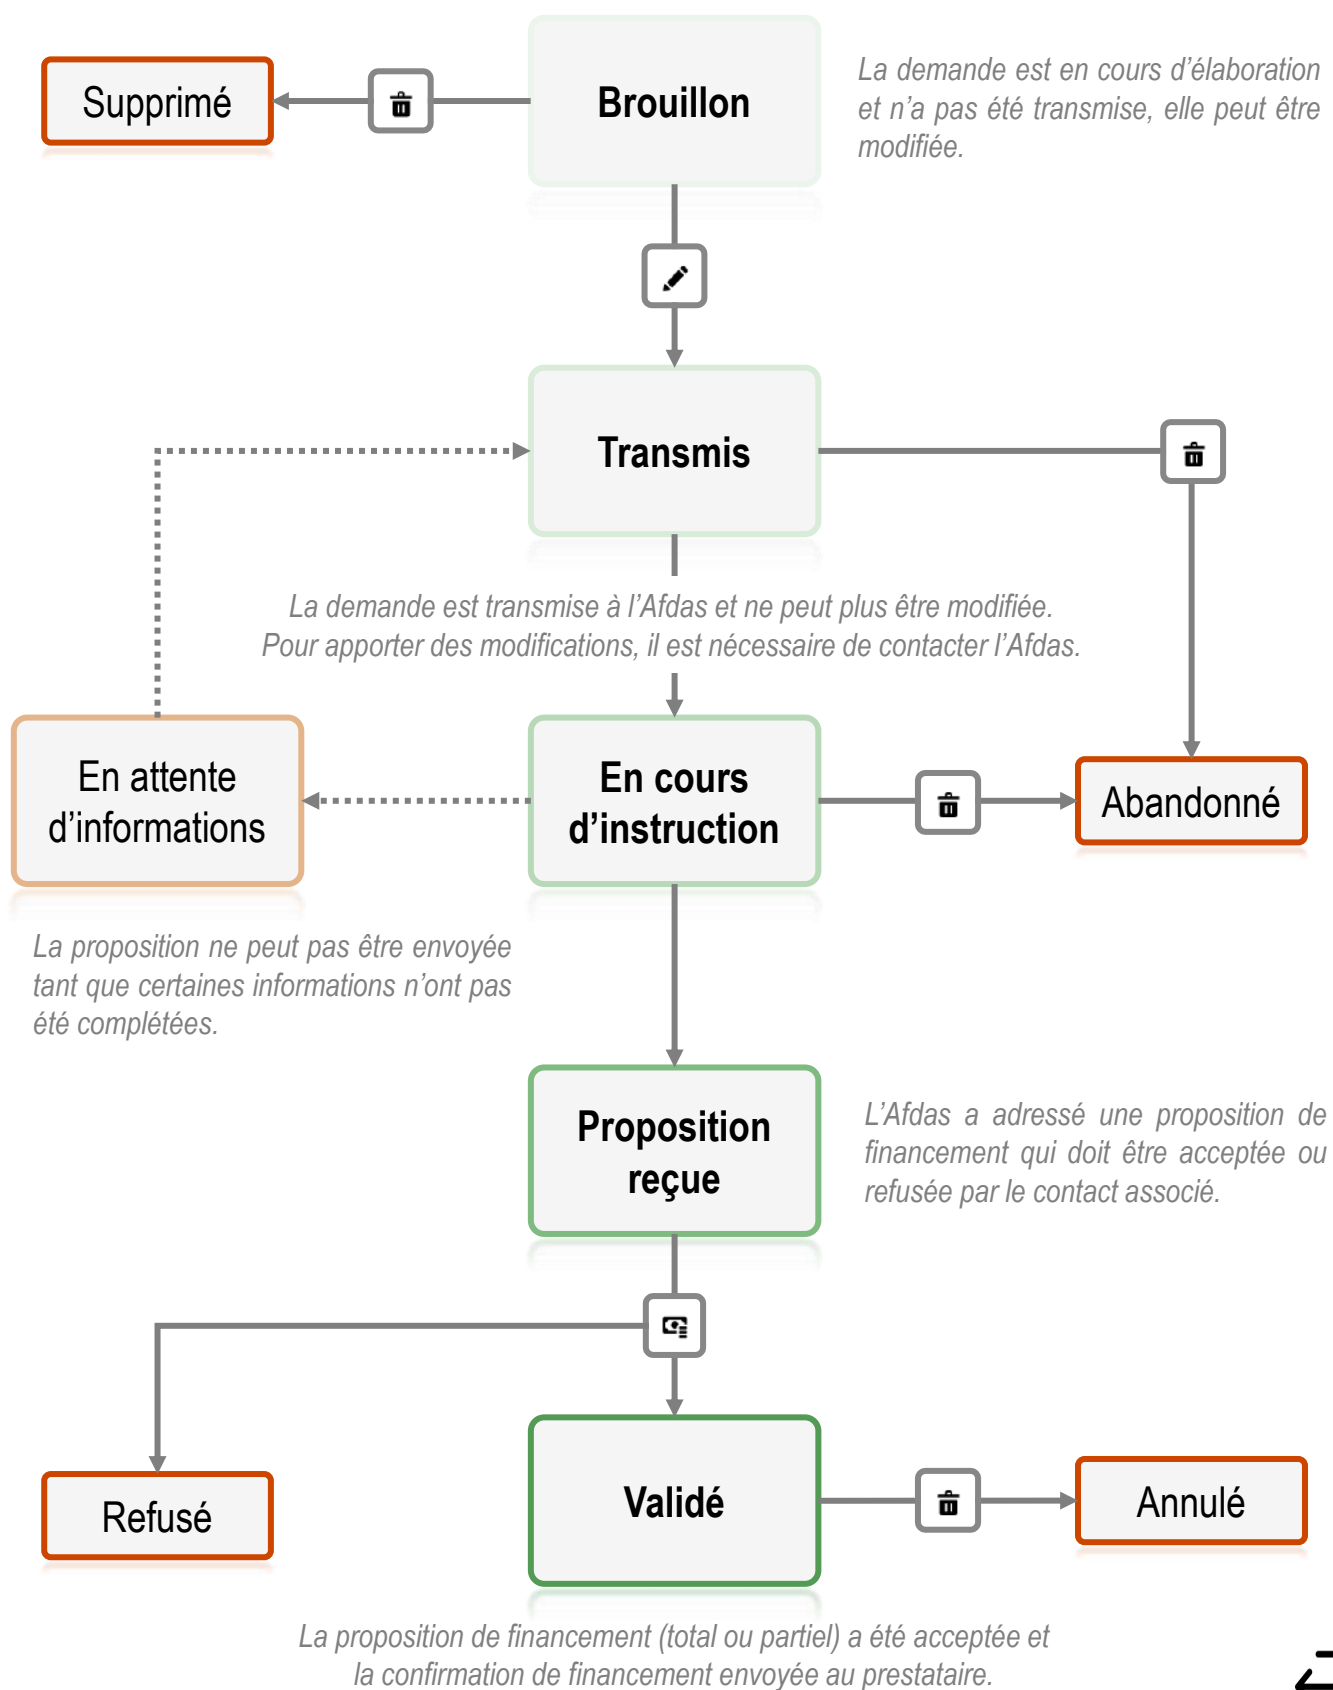 Supprimé
Brouillon
La demande est en cours d’élaboration
et n’a pas été transmise, elle peut être
modifiée.
Transmis
La demande est transmise à l’Afdas et ne peut plus être modifiée.
Pour apporter des modifications, il est nécessaire de contacter l’Afdas.
En attente
d’informations
En cours
d’instruction
Abandonné
La proposition ne peut pas être envoyée
tant que certaines informations n’ont pas
été complétées.
Proposition
reçue
L’Afdas a adressé une proposition de
financement qui doit être acceptée ou
refusée par le contact associé.
Refusé
Validé
Annulé
La proposition de financement (total ou partiel) a été acceptée et
la confirmation de financement envoyée au prestataire.